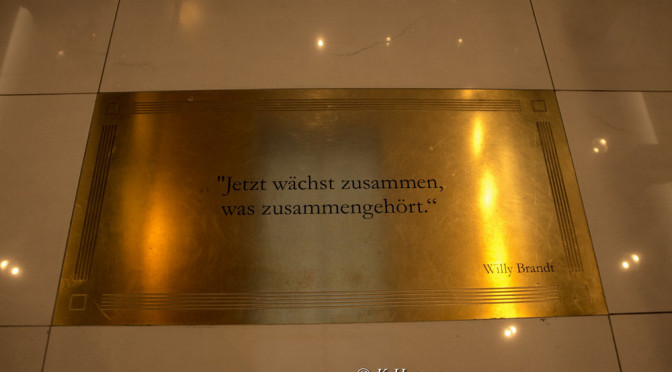 "Jetzt wächst zusammen,
was zusammengehört.“
Willy Brandt